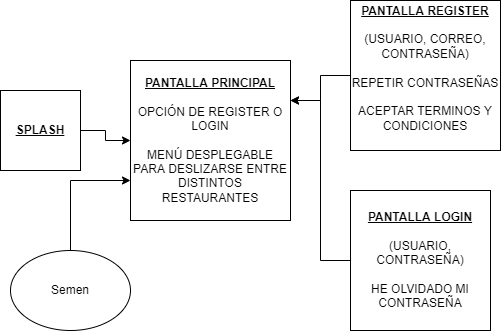 PANTALLA REGISTER
(USUARIO, CORREO,
CONTRASEÑA)
REPETIR CONTRASEÑAS
ACEPTAR TERMINOS Y
CONDICIONES
PANTALLA PRINCIPAL
OPCIÓN DE REGISTER O
LOGIN
MENÚ DESPLEGABLE
PARA DESLIZARSE ENTRE
DISTINTOS
RESTAURANTES
SPLASH
PANTALLA LOGIN
(USUARIO,
CONTRASEÑA)
HE OLVIDADO MI
CONTRASEÑA
Semen